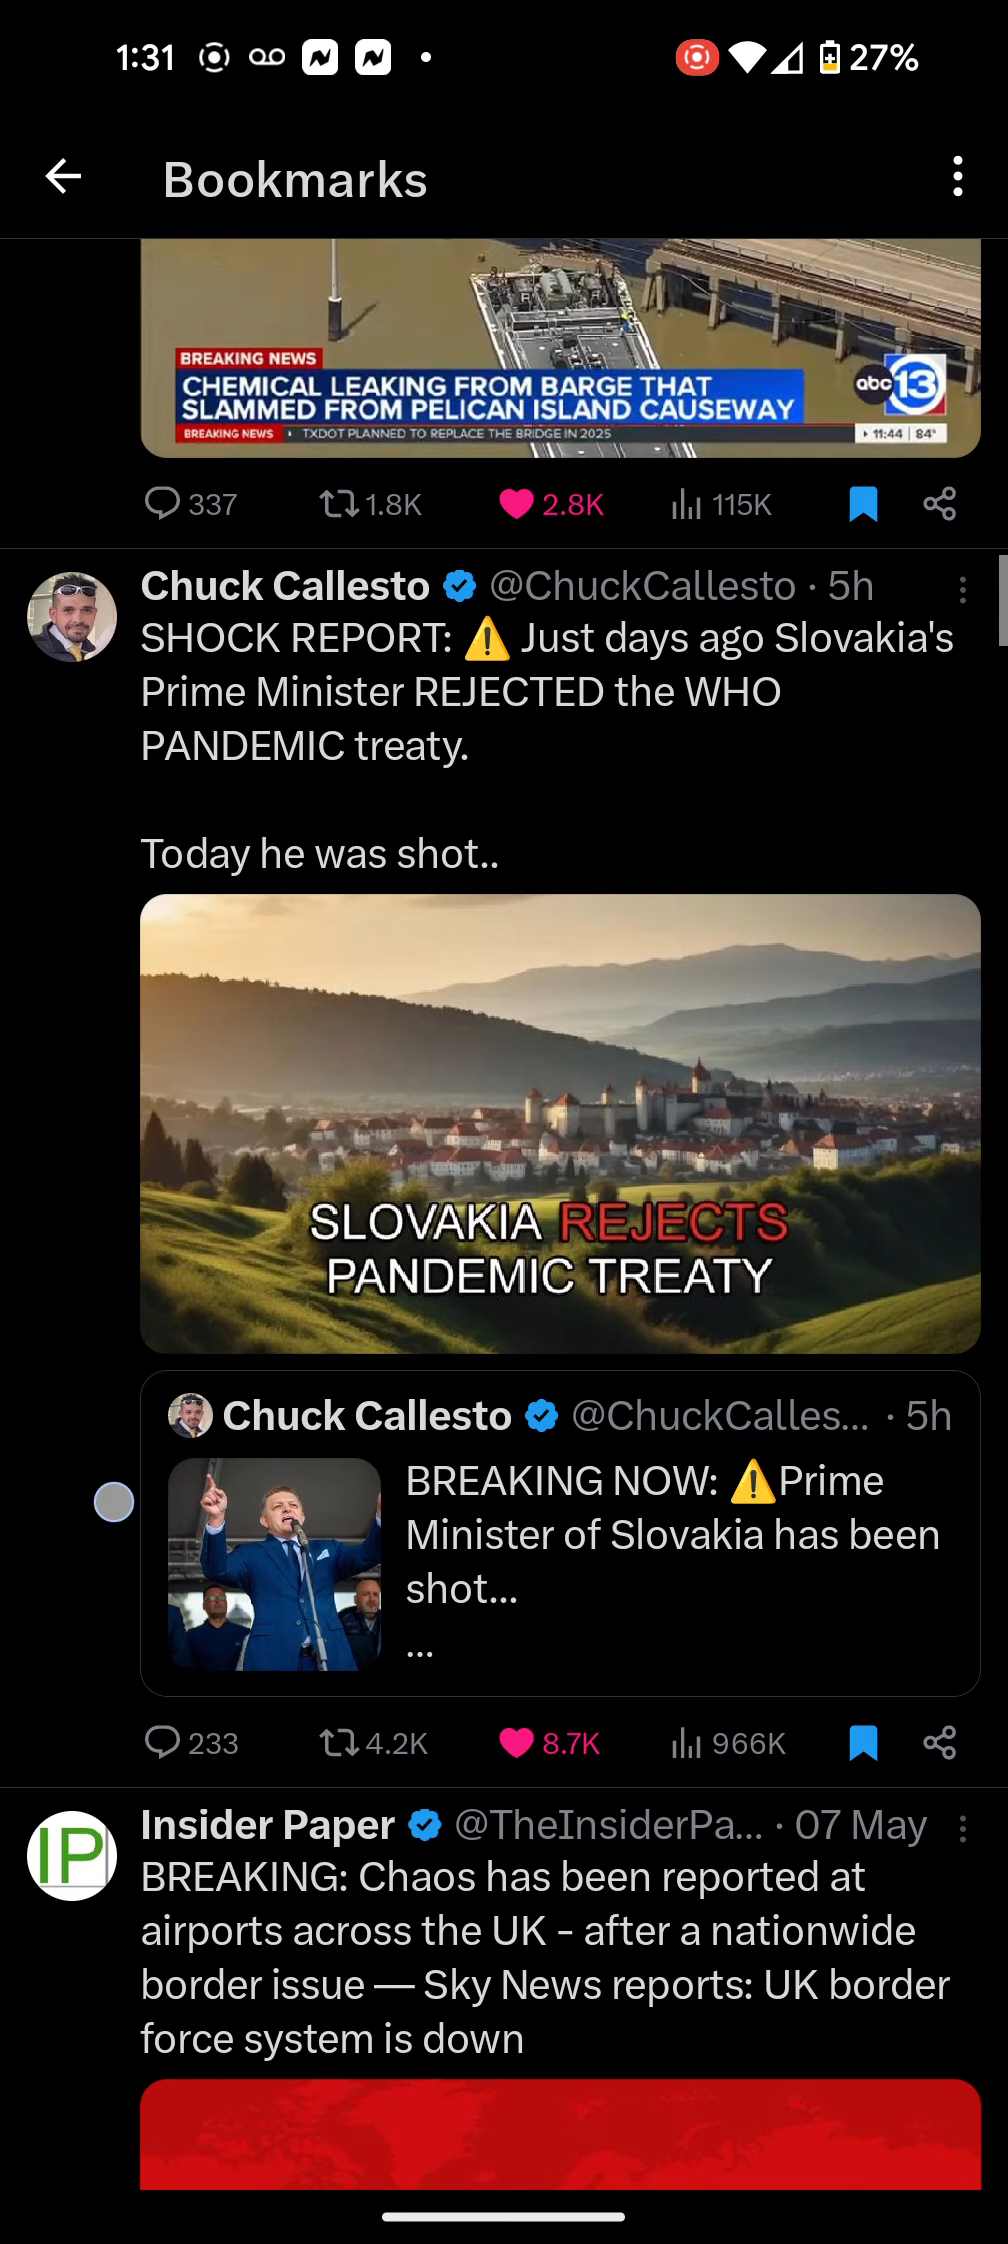 1:31
27%
Bookmarks
BREAKING NEWS
CHEMICAL LEAKING FROM BARGE THAT
SLAMMED FROM PELICAN ISLAND CAUSEWAY
abc 13
BREAKING NEWS TXDOT PLANNED TO REPLACE THE BRIDGE IN 2025
11:44 84°
337 1.8K 2.8K 115K
Chuck Callesto @ChuckCallesto · 5h
SHOCK REPORT: ⚠️ Just days ago Slovakia's
Prime Minister REJECTED the WHO
PANDEMIC treaty.
Today he was shot..
SLOVAKIA REJECTS
PANDEMIC TREATY
Chuck Callesto @ChuckCalles... · 5h
BREAKING NOW: ⚠️Prime
Minister of Slovakia has been
shot...
...
233 4.2K 8.7K 966K
IP
Insider Paper @TheInsiderPa... · 07 May
BREAKING: Chaos has been reported at
airports across the UK - after a nationwide
border issue — Sky News reports: UK border
force system is down